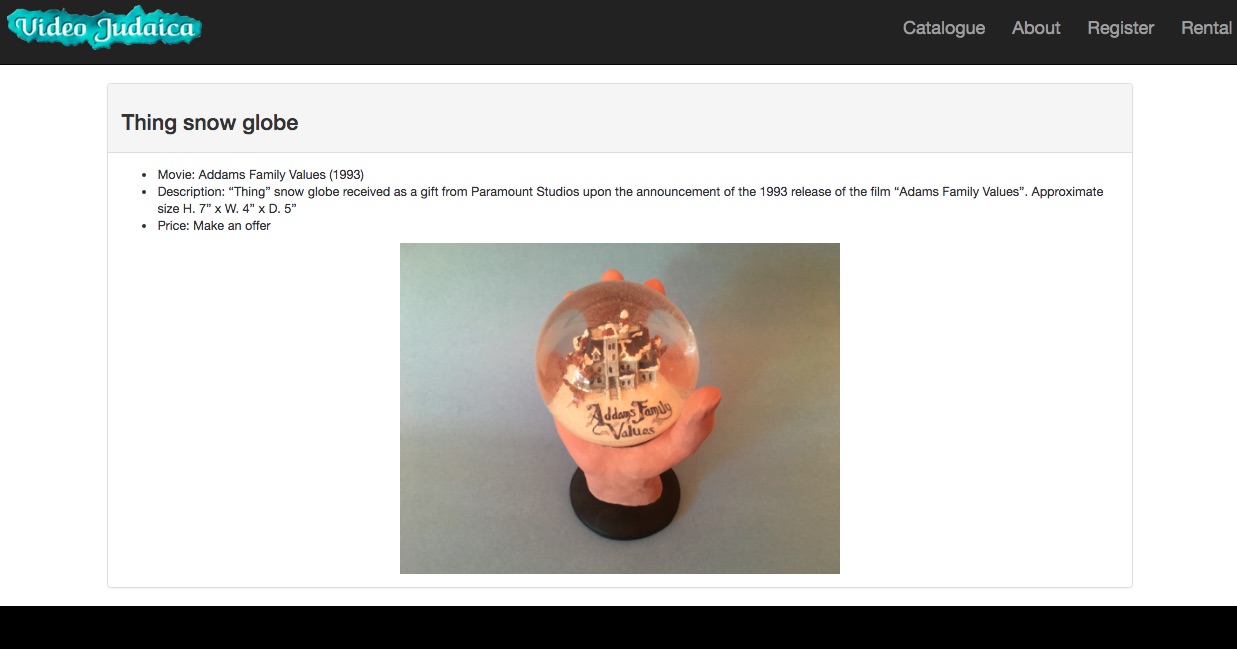 Video Judaica
Catalogue About Register Rental
Thing snow globe
Movie: Addams Family Values (1993)
Description: “Thing” snow globe received as a gift from Paramount Studios upon the announcement of the 1993 release of the film “Adams Family Values”. Approximate
size H. 7” x W. 4” x D. 5”
Price: Make an offer
Addams Family
Values